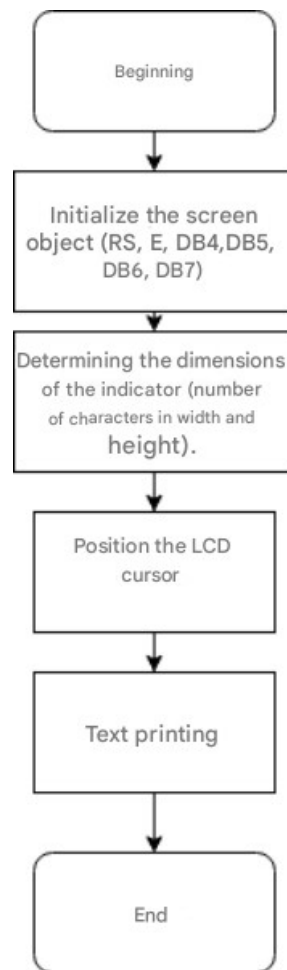 Beginning
Initialize the screen
object (RS, E, DB4,DB5,
DB6, DB7)
Determining the dimensions
of the indicator (number
of characters in width and
height).
Position the LCD
cursor
Text printing
End